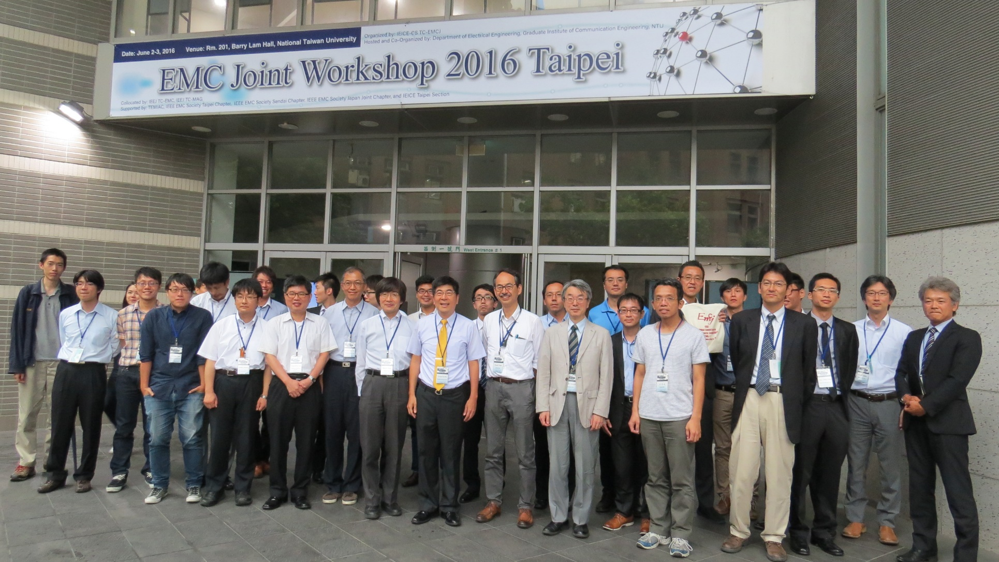 Date: June 2-3, 2016 Venue: Rm. 201, Barry Lam Hall, National Taiwan University
Organized by: IEICE-CS TC-EMCJ
Hosted and Co-Organized by: Department of Electrical Engineering, Graduate Institute of Communication Engineering, NTU
EMC Joint Workshop 2016 Taipei
Collocated by: IEEJ TC-EMC, IEEJ TC-MAG
Supported by: TEMIAC, IEEE EMC Society Taipei Chapter, IEEE EMC Society Sendai Chapter, IEEE EMC Society Japan Joint Chapter, and IEICE Taipei Section
西側一號門 West Entrance # 1
EMCJ